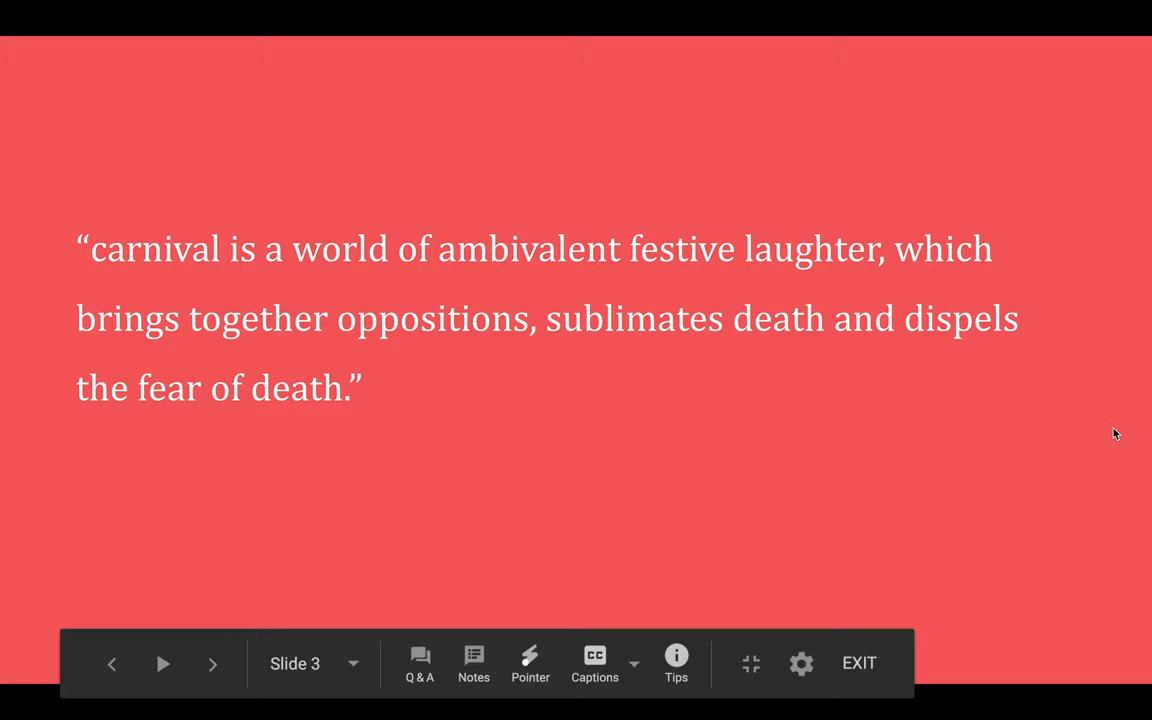 “carnival is a world of ambivalent festive laughter, which
brings together oppositions, sublimates death and dispels
the fear of death.”
Slide 3
Q & A
Notes
Pointer
CC
Captions
Tips
EXIT